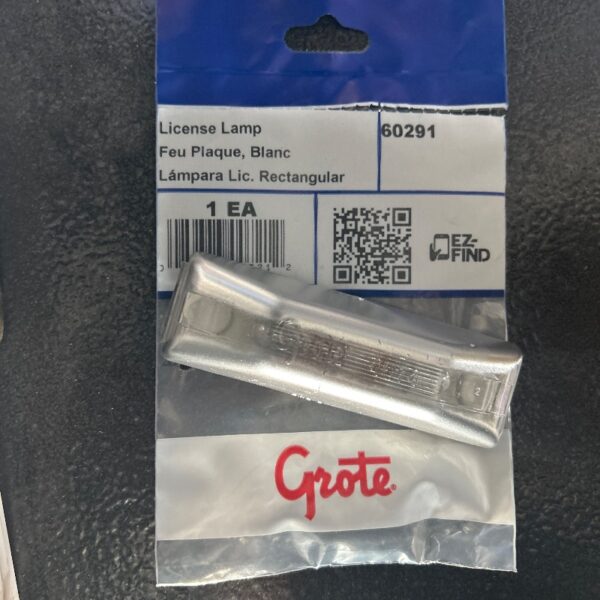 License Lamp
60291
Feu Plaque, Blanc
Lámpara Lic. Rectangular
1 EA
EZ-
FIND
Grote